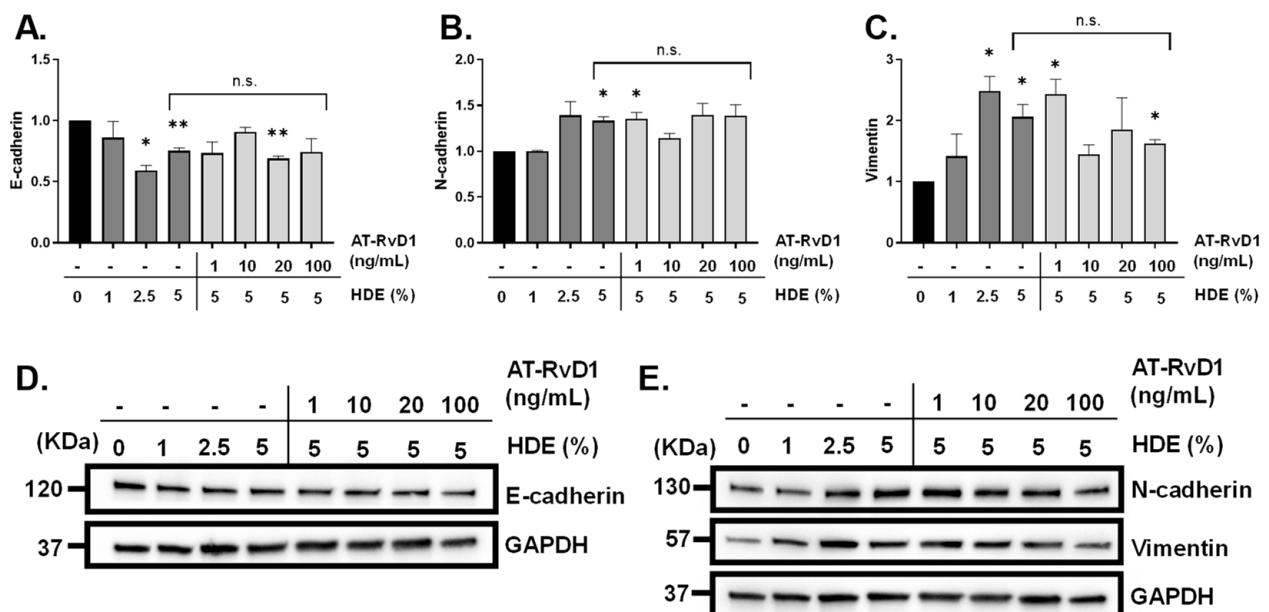 A.
B.
C.
n.s.
n.s.
n.s.
1.5
1.0
0.5
0.0
E-cadherin
* ** **
2.0
1.5
1.0
0.5
0.0
N-cadherin
* *
3
2
1
0
Vimentin
* * * *
- - - - 1 10 20 100 AT-RvD1 (ng/mL)
0 1 2.5 5 5 5 5 5 HDE (%)
- - - - 1 10 20 100 AT-RvD1 (ng/mL)
0 1 2.5 5 5 5 5 5 HDE (%)
- - - - 1 10 20 100 AT-RvD1 (ng/mL)
0 1 2.5 5 5 5 5 5 HDE (%)
D.
AT-RvD1
- - - - 1 10 20 100 (ng/mL)
(KDa) 0 1 2.5 5 5 5 5 5 HDE (%)
120 E-cadherin
37 GAPDH
E.
AT-RvD1
- - - - 1 10 20 100 (ng/mL)
(KDa) 0 1 2.5 5 5 5 5 5 HDE (%)
130 N-cadherin
57 Vimentin
37 GAPDH